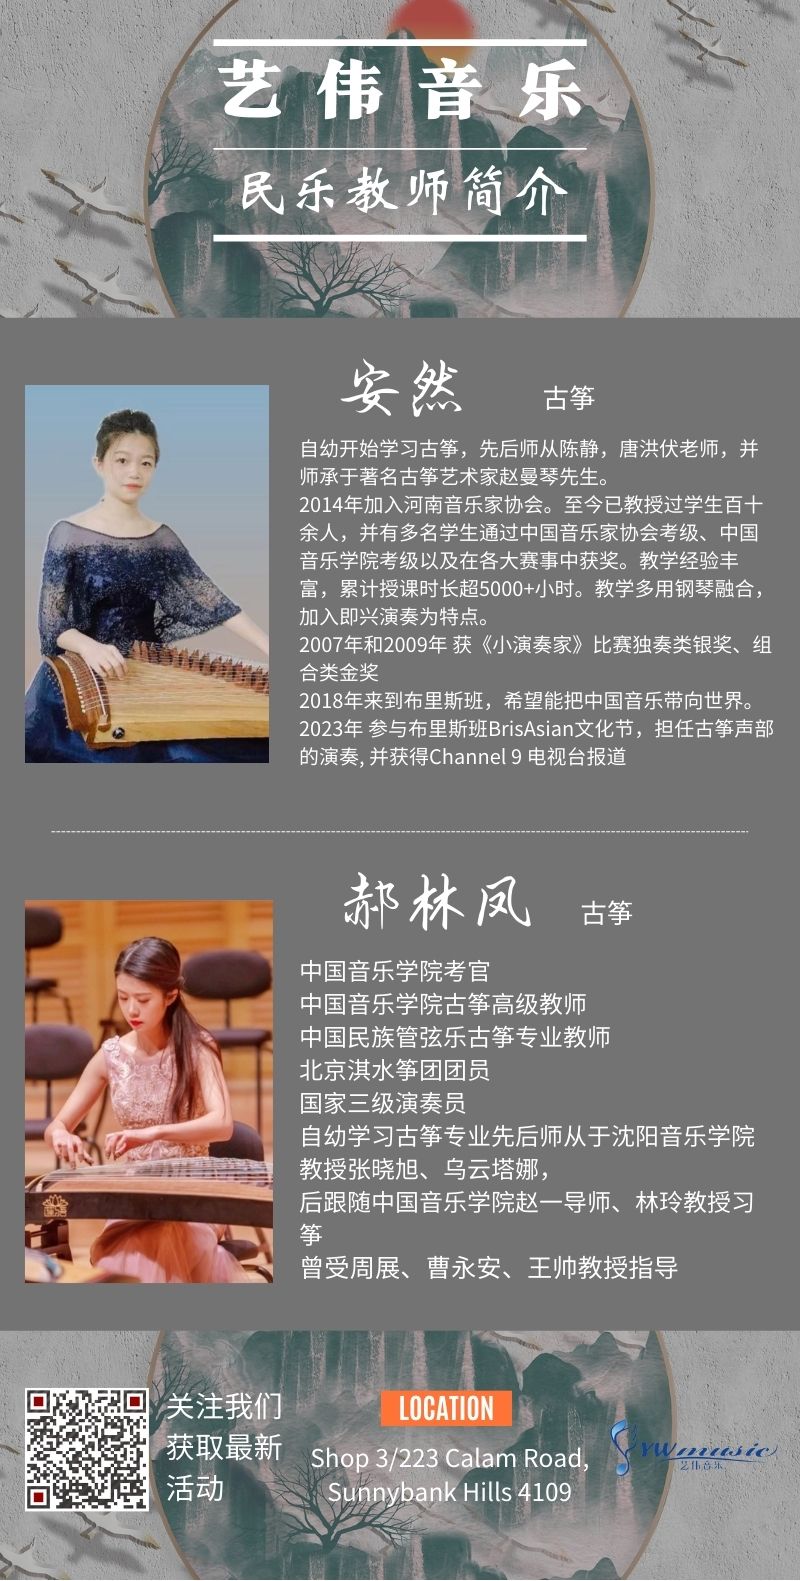 艺伟音乐
民乐教师简介
安然 古筝
自幼开始学习古筝，先后师从陈静，唐洪伏老师，并
师承于著名古筝艺术家赵曼琴先生。
2014年加入河南音乐家协会。至今已教授过学生百十
余人，并有多名学生通过中国音乐家协会考级、中国
音乐学院考级以及在各大赛事中获奖。教学经验丰
富，累计授课时长超5000+小时。教学多用钢琴融合，
加入即兴演奏为特点。
2007年和2009年 获《小演奏家》比赛独奏类银奖、组
合类金奖
2018年来到布里斯班，希望能把中国音乐带向世界。
2023年 参与布里斯班BrisAsian文化节，担任古筝声部
的演奏, 并获得Channel 9 电视台报道
郝林凤 古筝
中国音乐学院考官
中国音乐学院古筝高级教师
中国民族管弦乐古筝专业教师
北京淇水筝团团员
国家三级演奏员
自幼学习古筝专业先后师从于沈阳音乐学院
教授张晓旭、乌云塔娜，
后跟随中国音乐学院赵一导师、林玲教授习
筝
曾受周展、曹永安、王帅教授指导
关注我们
获取最新
活动
LOCATION
Shop 3/223 Calam Road,
Sunnybank Hills 4109
YWmusic
艺伟音乐